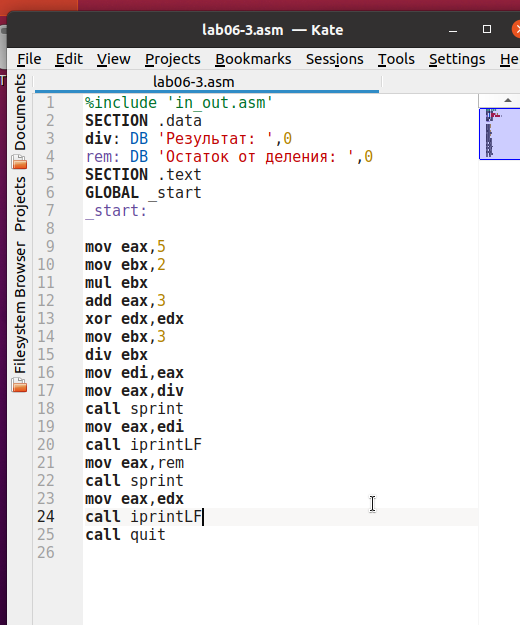 lab06-3.asm — Kate
File Edit View Projects Bookmarks Sessions Tools Settings He
lab06-3.asm
Documents
Projects
Filesystem Browser
1 %include 'in_out.asm'
2 SECTION .data
3 div: DB 'Результат: ',0
4 rem: DB 'Остаток от деления: ',0
5 SECTION .text
6 GLOBAL _start
7 _start:
8
9 mov eax,5
10 mov ebx,2
11 mul ebx
12 add eax,3
13 xor edx,edx
14 mov ebx,3
15 div ebx
16 mov edi,eax
17 mov eax,div
18 call sprint
19 mov eax,edi
20 call iprintLF
21 mov eax,rem
22 call sprint
23 mov eax,edx
24 call iprintLF
25 call quit
26